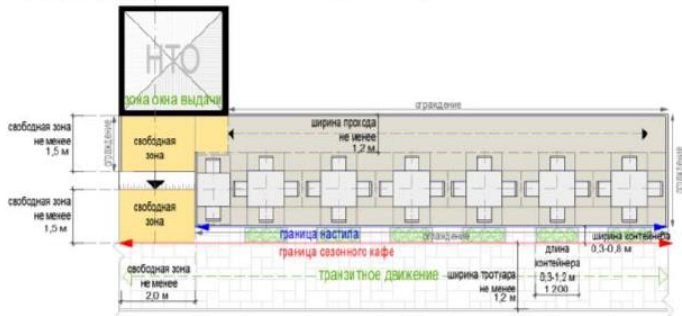 НТО
зона окна выдачи
ограждение
свободная зона
не менее
1,5 м
ограждение
свободная
зона
ширина прохода
не менее
1,2 м
ограждение
свободная зона
не менее
1,5 м
свободная
зона
граница настила
ограждение
ширина контейнера
0,3-0,8 м
граница сезонного кафе
свободная зона
не менее
2,0 м
транзитное движение
ширина тротуара
не менее
1,2 м
длина
контейнера
0,3-1,2 м
1 200